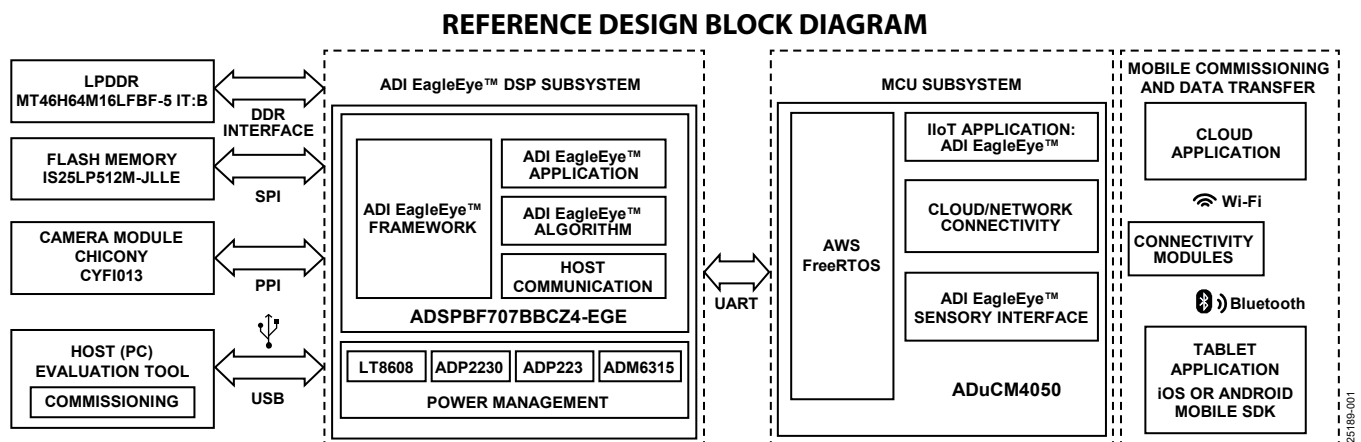 REFERENCE DESIGN BLOCK DIAGRAM
LPDDR
MT46H64M16LFBF-5 IT:B
DDR
INTERFACE
FLASH MEMORY
IS25LP512M-JLLE
SPI
CAMERA MODULE
CHICONY
CYFI013
PPI
HOST (PC)
EVALUATION TOOL
COMMISSIONING
USB
ADI EagleEye™ DSP SUBSYSTEM
ADI EagleEye™
FRAMEWORK
ADI EagleEye™
APPLICATION
ADI EagleEye™
ALGORITHM
HOST
COMMUNICATION
ADSPBF707BBCZ4-EGE
LT8608
ADP2230
ADP223
ADM6315
POWER MANAGEMENT
UART
MCU SUBSYSTEM
AWS
FreeRTOS
IIoT APPLICATION:
ADI EagleEye™
CLOUD/NETWORK
CONNECTIVITY
ADI EagleEye™
SENSORY INTERFACE
ADuCM4050
MOBILE COMMISSIONING
AND DATA TRANSFER
CLOUD
APPLICATION
Wi-Fi
CONNECTIVITY
MODULES
Bluetooth
TABLET
APPLICATION
iOS OR ANDROID
MOBILE SDK
25189-001